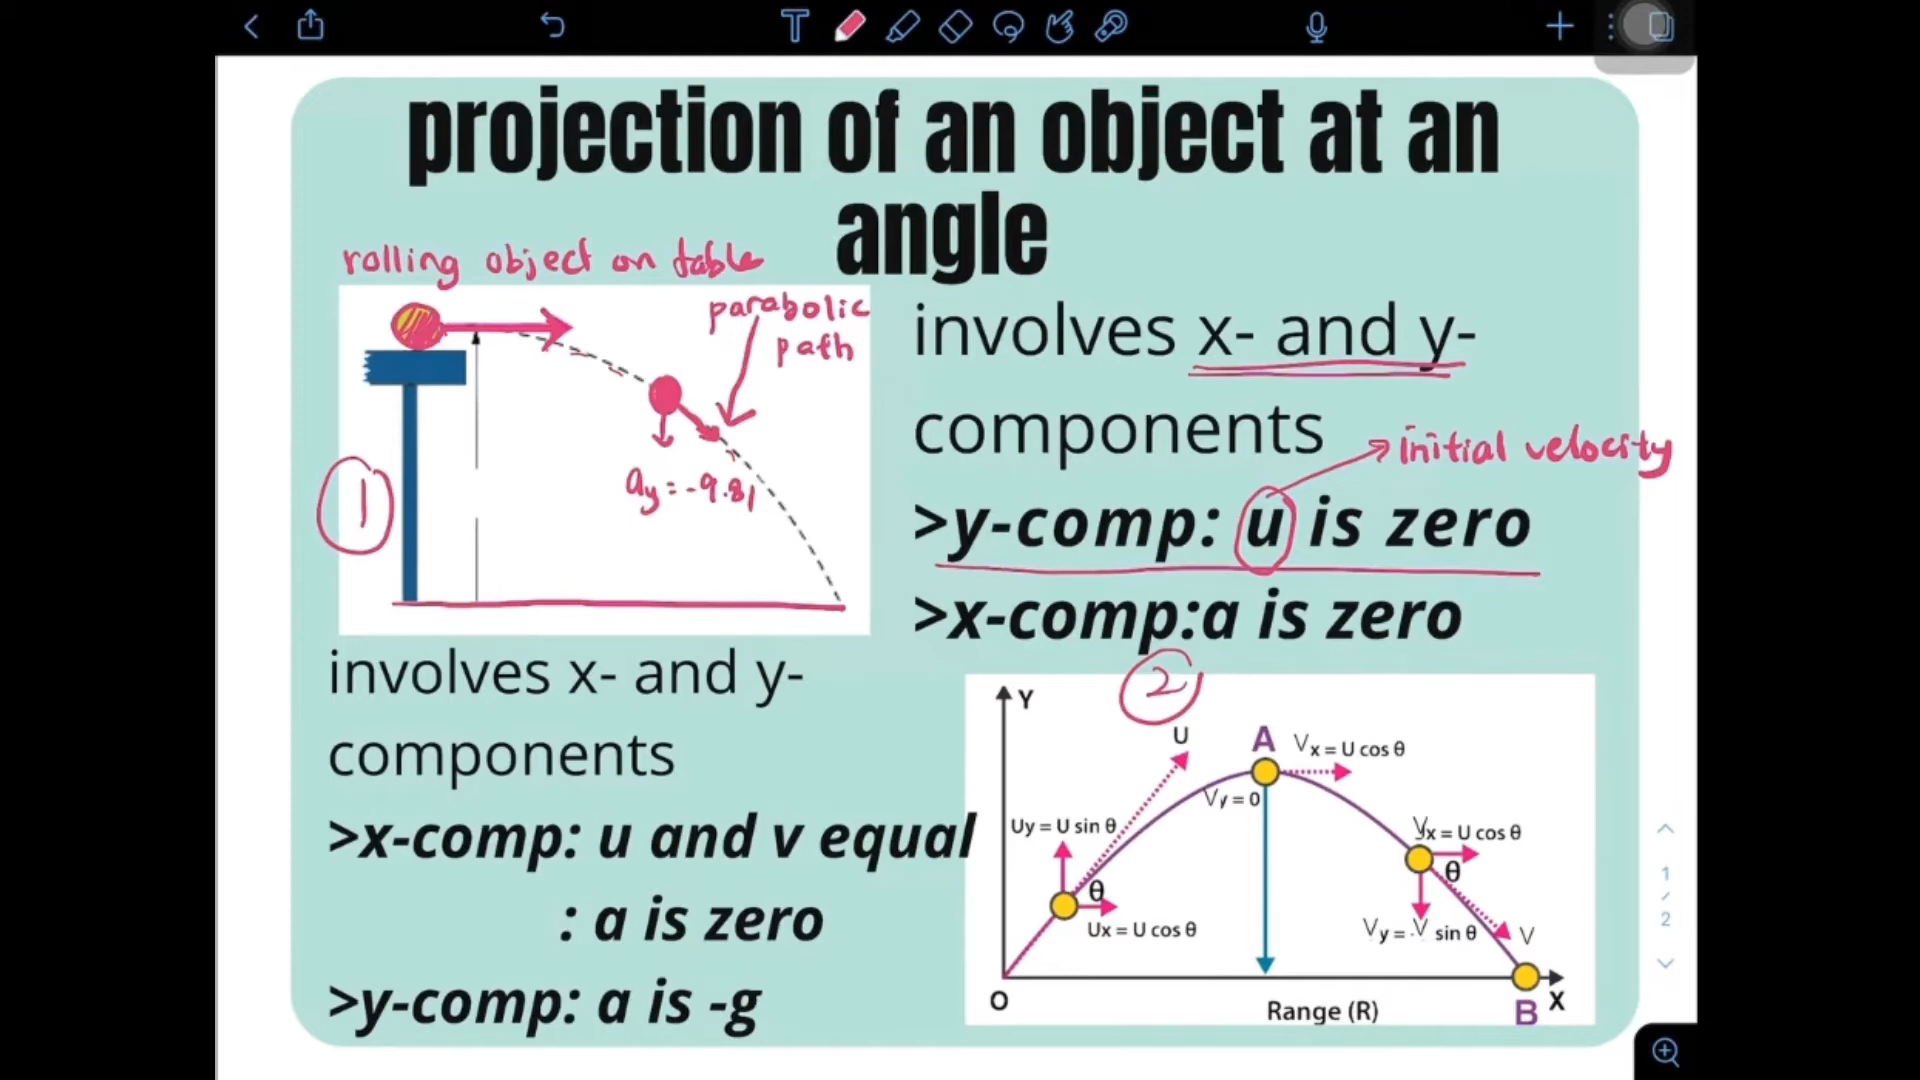 projection of an object at an
angle
rolling object on table
parabolic
path
ay = -9.81
1
involves x- and y-
components
initial velocity
>y-comp: u is zero
>x-comp:a is zero
involves x- and y-
components
>x-comp: u and v equal
: a is zero
>y-comp: a is -g
2
Y
U
A
Vx = U cos θ
Vy = 0
Uy = U sin θ
Vx = U cos θ
θ
θ
Ux = U cos θ
Vy = -V sin θ
V
O
Range (R)
B
X
1
/
2